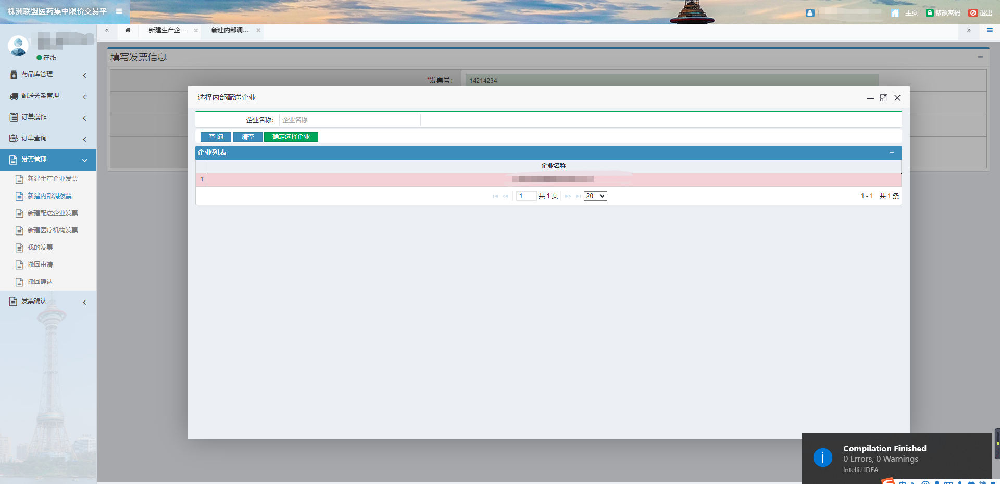 株洲联盟医药集中限价交易平
主页
修改密码
退出
新建生产企...
新建内部调...
在线
药品库管理
配送关系管理
订单操作
订单查询
发票管理
新建生产企业发票
新建内部调拨票
新建配送企业发票
新建医疗机构发票
我的发票
撤回申请
撤回确认
发票确认
填写发票信息
*发票号：
14214234
选择内部配送企业
企业名称：
企业名称
查 询
清空
确定选择企业
企业列表
企业名称
1
1
共 1 页
20
1 - 1 共 1 条
Compilation Finished
0 Errors, 0 Warnings
IntelliJ IDEA